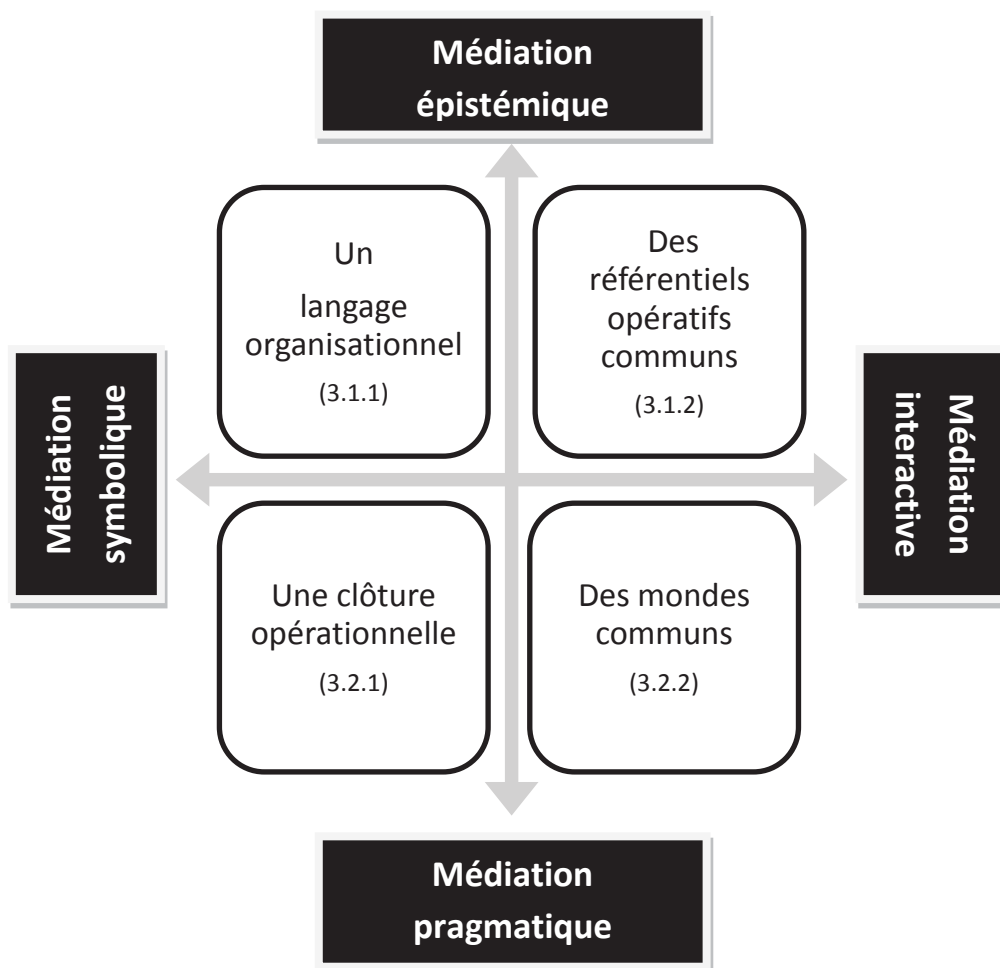 Médiation
épistémique
Un
langage
organisationnel
(3.1.1)
Des
référentiels
opératifs
communs
(3.1.2)
Médiation
symbolique
Médiation
interactive
Une clôture
opérationnelle
(3.2.1)
Des mondes
communs
(3.2.2)
Médiation
pragmatique